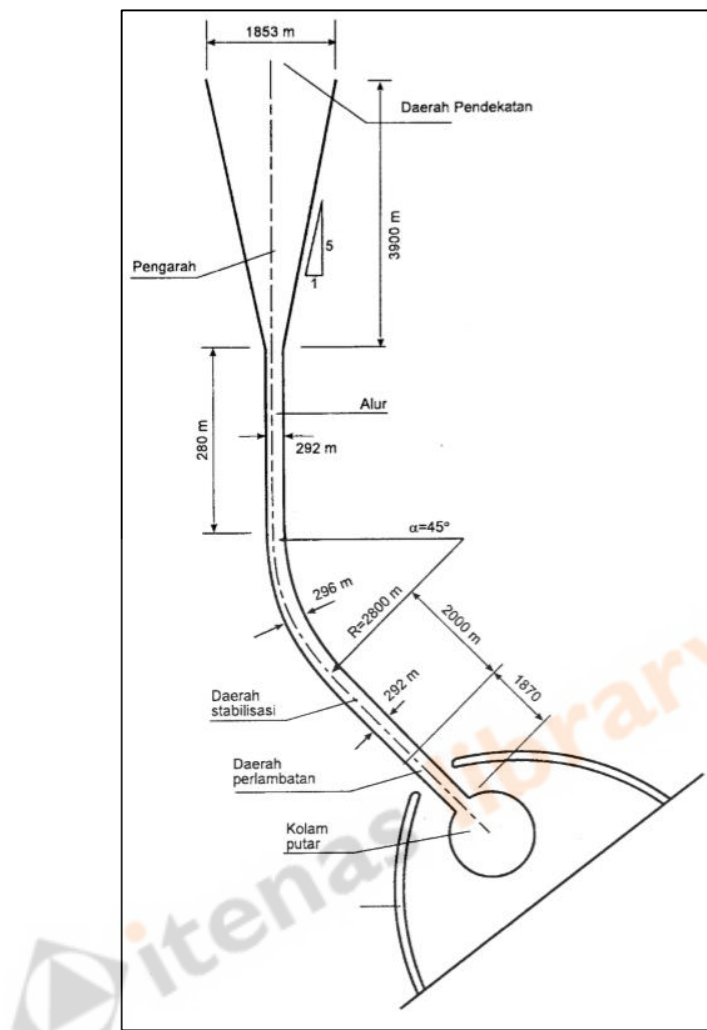 1853 m
Daerah Pendekatan
3900 m
5
1
Pengarah
Alur
280 m
292 m
α=45°
296 m
R=2800 m
2000 m
1870
292 m
Daerah
stabilisasi
Daerah
perlambatan
Kolam
putar
itenas library